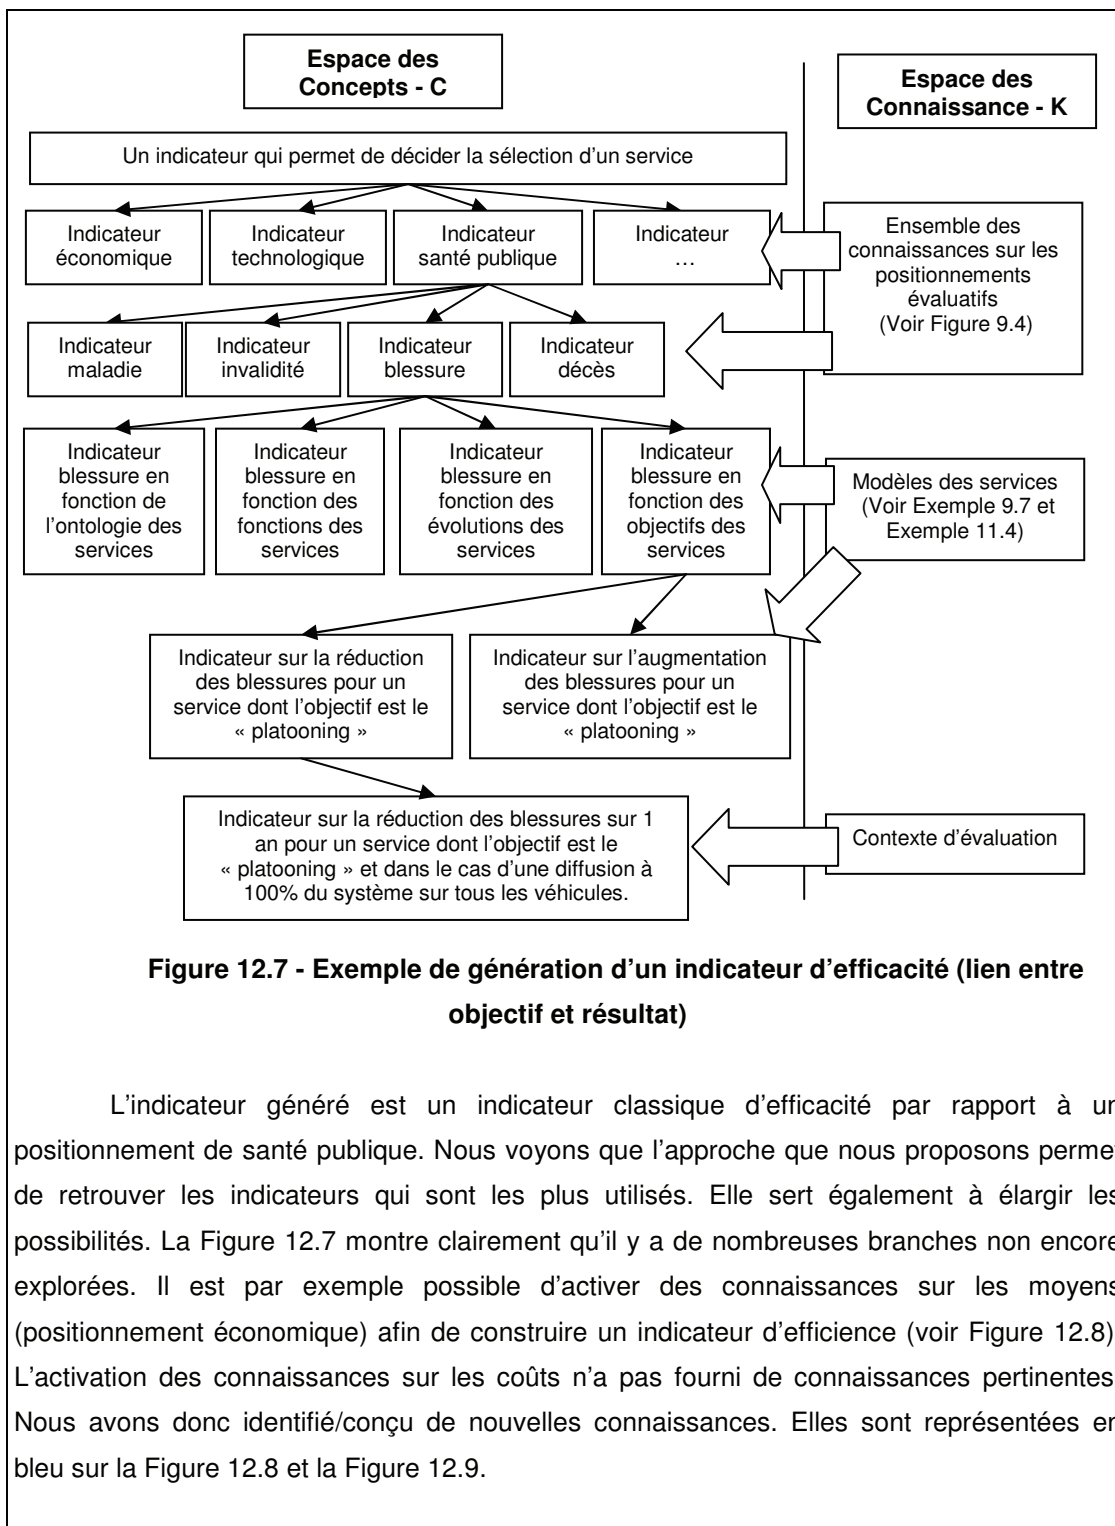 Espace des
Concepts - C
Espace des
Connaissance - K
Un indicateur qui permet de décider la sélection d'un service
Indicateur
économique
Indicateur
technologique
Indicateur
santé publique
Indicateur
…
Ensemble des
connaissances sur les
positionnements
évaluatifs
(Voir Figure 9.4)
Indicateur
maladie
Indicateur
invalidité
Indicateur
blessure
Indicateur
décès
Indicateur
blessure en
fonction de
l'ontologie des
services
Indicateur
blessure en
fonction des
fonctions des
services
Indicateur
blessure en
fonction des
évolutions des
services
Indicateur
blessure en
fonction des
objectifs des
services
Modèles des services
(Voir Exemple 9.7 et
Exemple 11.4)
Indicateur sur la réduction
des blessures pour un
service dont l'objectif est le
« platooning »
Indicateur sur l'augmentation
des blessures pour un
service dont l'objectif est le
« platooning »
Indicateur sur la réduction des blessures sur 1
an pour un service dont l'objectif est le
« platooning » et dans le cas d'une diffusion à
100% du système sur tous les véhicules.
Contexte d'évaluation
Figure 12.7 - Exemple de génération d'un indicateur d'efficacité (lien entre
objectif et résultat)
L'indicateur généré est un indicateur classique d'efficacité par rapport à un
positionnement de santé publique. Nous voyons que l'approche que nous proposons permet
de retrouver les indicateurs qui sont les plus utilisés. Elle sert également à élargir les
possibilités. La Figure 12.7 montre clairement qu'il y a de nombreuses branches non encore
explorées. Il est par exemple possible d'activer des connaissances sur les moyens
(positionnement économique) afin de construire un indicateur d'efficience (voir Figure 12.8)
L'activation des connaissances sur les coûts n'a pas fourni de connaissances pertinentes
Nous avons donc identifié/conçu de nouvelles connaissances. Elles sont représentées en
bleu sur la Figure 12.8 et la Figure 12.9.